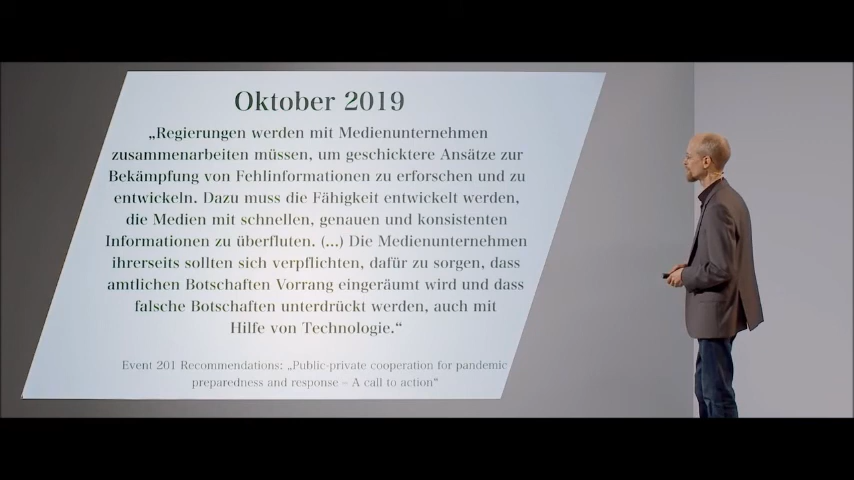 Oktober 2019
„Regierungen werden mit Medienunternehmen
zusammenarbeiten müssen, um geschicktere Ansätze zur
Bekämpfung von Fehlinformationen zu erforschen und zu
entwickeln. Dazu muss die Fähigkeit entwickelt werden,
die Medien mit schnellen, genauen und konsistenten
Informationen zu überfluten. (...) Die Medienunternehmen
ihrerseits sollten sich verpflichten, dafür zu sorgen, dass
amtlichen Botschaften Vorrang eingeräumt wird und dass
falsche Botschaften unterdrückt werden, auch mit
Hilfe von Technologie.“
Event 201 Recommendations: „Public-private cooperation for pandemic
preparedness and response – A call to action“